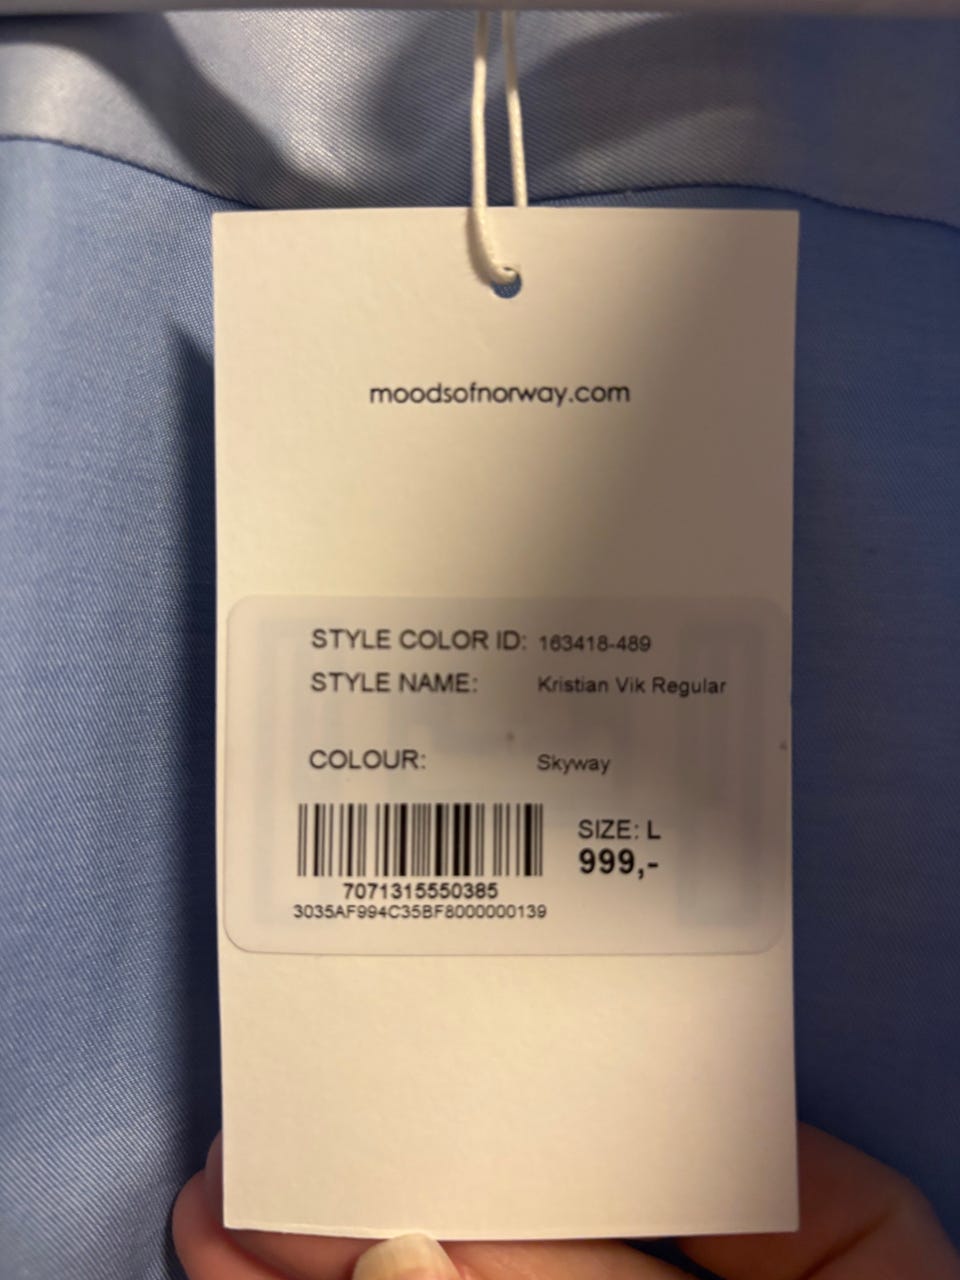 moodsofnorway.com
STYLE COLOR ID: 163418-489
STYLE NAME: Kristian Vik Regular
COLOUR: Skyway
SIZE: L
999,-
7071315550385
3035AF994C35BF8000000139